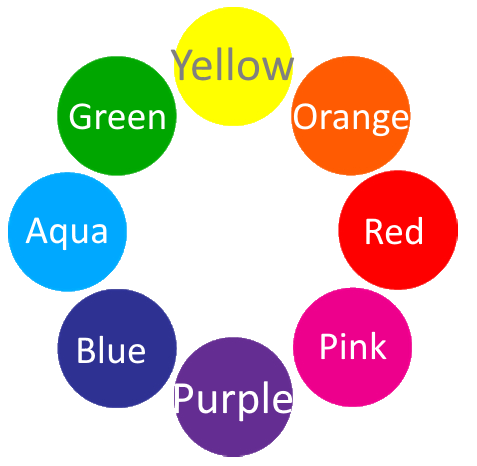 Yellow
Green
Orange
Aqua
Red
Blue
Pink
Purple